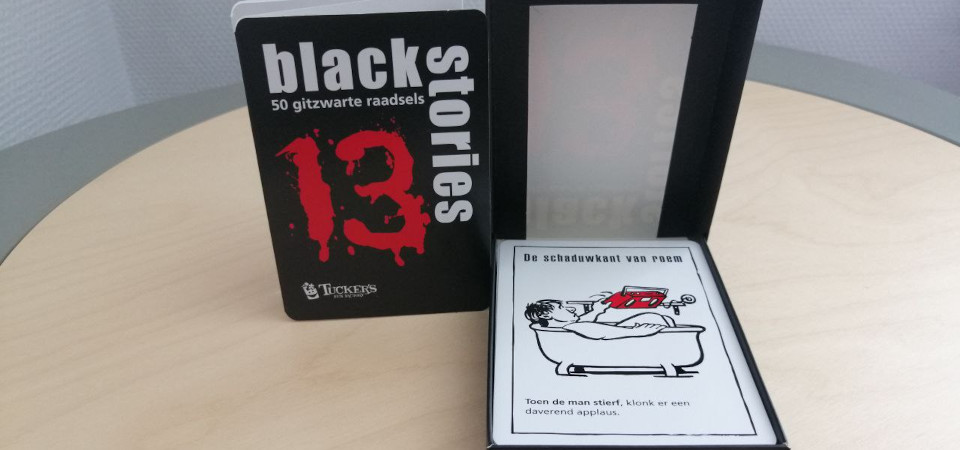 black
stories
50 gitzwarte raadsels
13
TUCKER'S
De schaduwkant van roem
Toen de man stierf, klonk er een
daverend applaus.